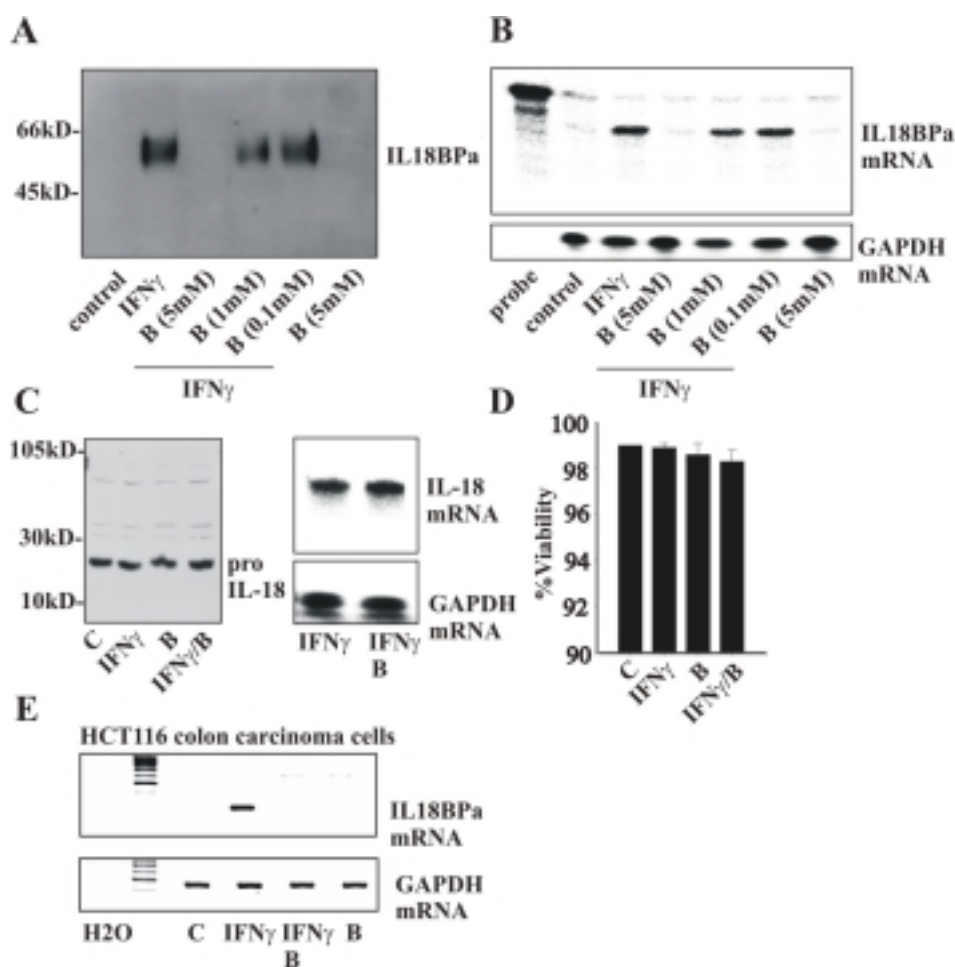 A
66kD-
45kD-
IL18BPa
control
IFNγ
B (5mM)
B (1mM)
B (0.1mM)
B (5mM)
IFNγ
B
IL18BPa
mRNA
GAPDH
mRNA
probe
control
IFNγ
B (5mM)
B (1mM)
B (0.1mM)
B (5mM)
IFNγ
C
105kD-
30kD-
10kD-
pro
IL-18
C
IFNγ
B
IFNγ/B
IL-18
mRNA
GAPDH
mRNA
IFNγ
IFNγ
B
D
%Viability
100
98
96
94
92
90
C
IFNγ
B
IFNγ/B
E
HCT116 colon carcinoma cells
IL18BPa
mRNA
GAPDH
mRNA
H2O C IFNγ IFNγ B
B